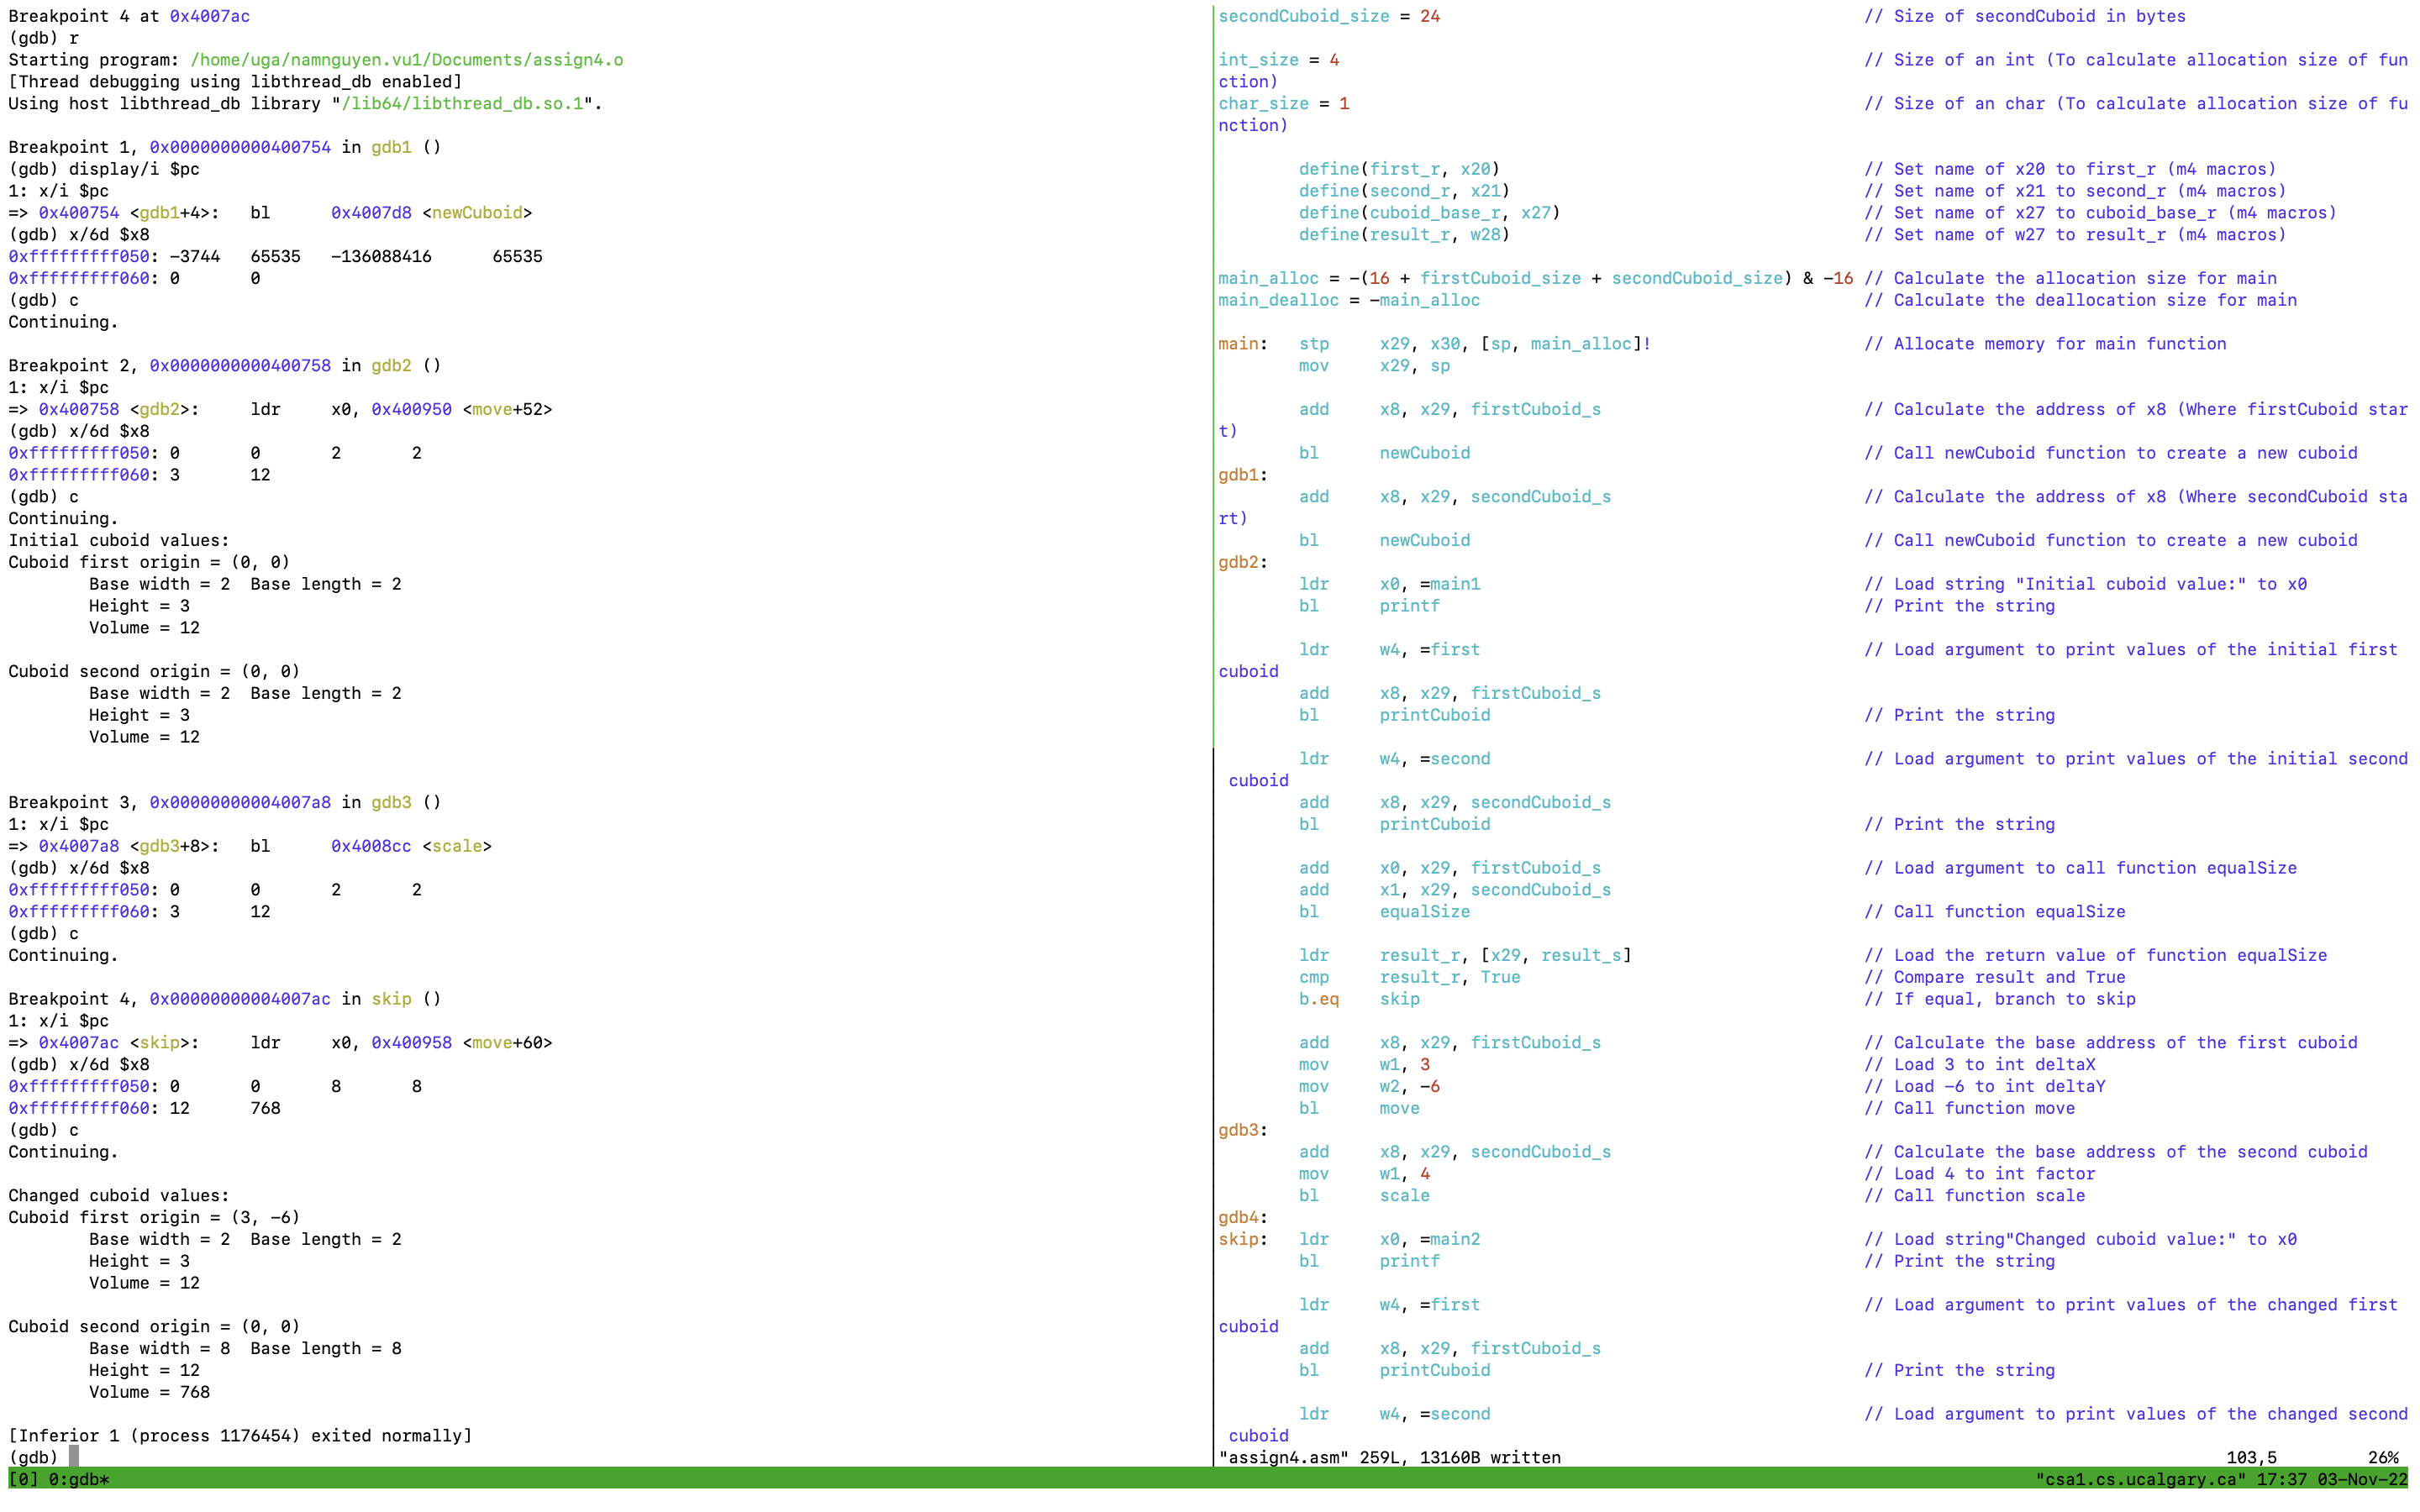 Breakpoint 4 at 0x4007ac
(gdb) r
Starting program: /home/uga/namnguyen.vu1/Documents/assign4.o
[Thread debugging using libthread_db enabled]
Using host libthread_db library "/lib64/libthread_db.so.1".
Breakpoint 1, 0x0000000000400754 in gdb1 ()
(gdb) display/i $pc
1: x/i $pc
=> 0x400754 <gdb1+4>: bl 0x4007d8 <newCuboid>
(gdb) x/6d $x8
0xfffffffff050: -3744 65535 -136088416 65535
0xfffffffff060: 0 0
(gdb) c
Continuing.
Breakpoint 2, 0x0000000000400758 in gdb2 ()
1: x/i $pc
=> 0x400758 <gdb2>: ldr x0, 0x400950 <move+52>
(gdb) x/6d $x8
0xfffffffff050: 0 0 2 2
0xfffffffff060: 3 12
(gdb) c
Continuing.
Initial cuboid values:
Cuboid first origin = (0, 0)
Base width = 2 Base length = 2
Height = 3
Volume = 12
Cuboid second origin = (0, 0)
Base width = 2 Base length = 2
Height = 3
Volume = 12
Breakpoint 3, 0x00000000004007a8 in gdb3 ()
1: x/i $pc
=> 0x4007a8 <gdb3+8>: bl 0x4008cc <scale>
(gdb) x/6d $x8
0xfffffffff050: 0 0 2 2
0xfffffffff060: 3 12
(gdb) c
Continuing.
Breakpoint 4, 0x00000000004007ac in skip ()
1: x/i $pc
=> 0x4007ac <skip>: ldr x0, 0x400958 <move+60>
(gdb) x/6d $x8
0xfffffffff050: 0 0 8 8
0xfffffffff060: 12 768
(gdb) c
Continuing.
Changed cuboid values:
Cuboid first origin = (3, -6)
Base width = 2 Base length = 2
Height = 3
Volume = 12
Cuboid second origin = (0, 0)
Base width = 8 Base length = 8
Height = 12
Volume = 768
[Inferior 1 (process 1176454) exited normally]
(gdb)
secondCuboid_size = 24 // Size of secondCuboid in bytes
int_size = 4 // Size of an int (To calculate allocation size of fun
ction)
char_size = 1 // Size of an char (To calculate allocation size of fu
nction)
define(first_r, x20) // Set name of x20 to first_r (m4 macros)
define(second_r, x21) // Set name of x21 to second_r (m4 macros)
define(cuboid_base_r, x27) // Set name of x27 to cuboid_base_r (m4 macros)
define(result_r, w28) // Set name of w27 to result_r (m4 macros)
main_alloc = -(16 + firstCuboid_size + secondCuboid_size) & -16 // Calculate the allocation size for main
main_dealloc = -main_alloc // Calculate the deallocation size for main
main: stp x29, x30, [sp, main_alloc]! // Allocate memory for main function
mov x29, sp
add x8, x29, firstCuboid_s // Calculate the address of x8 (Where firstCuboid star
t)
bl newCuboid // Call newCuboid function to create a new cuboid
gdb1:
add x8, x29, secondCuboid_s // Calculate the address of x8 (Where secondCuboid sta
rt)
bl newCuboid // Call newCuboid function to create a new cuboid
gdb2:
ldr x0, =main1 // Load string "Initial cuboid value:" to x0
bl printf // Print the string
ldr w4, =first // Load argument to print values of the initial first
cuboid
add x8, x29, firstCuboid_s
bl printCuboid // Print the string
ldr w4, =second // Load argument to print values of the initial second
cuboid
add x8, x29, secondCuboid_s
bl printCuboid // Print the string
add x0, x29, firstCuboid_s // Load argument to call function equalSize
add x1, x29, secondCuboid_s
bl equalSize // Call function equalSize
ldr result_r, [x29, result_s] // Load the return value of function equalSize
cmp result_r, True // Compare result and True
b.eq skip // If equal, branch to skip
add x8, x29, firstCuboid_s // Calculate the base address of the first cuboid
mov w1, 3 // Load 3 to int deltaX
mov w2, -6 // Load -6 to int deltaY
bl move // Call function move
gdb3:
add x8, x29, secondCuboid_s // Calculate the base address of the second cuboid
mov w1, 4 // Load 4 to int factor
bl scale // Call function scale
gdb4:
skip: ldr x0, =main2 // Load string"Changed cuboid value:" to x0
bl printf // Print the string
ldr w4, =first // Load argument to print values of the changed first
cuboid
add x8, x29, firstCuboid_s
bl printCuboid // Print the string
ldr w4, =second // Load argument to print values of the changed second
cuboid
"assign4.asm" 259L, 13160B written 103,5 26%
[0] 0:gdb* "csa1.cs.ucalgary.ca" 17:37 03-Nov-22